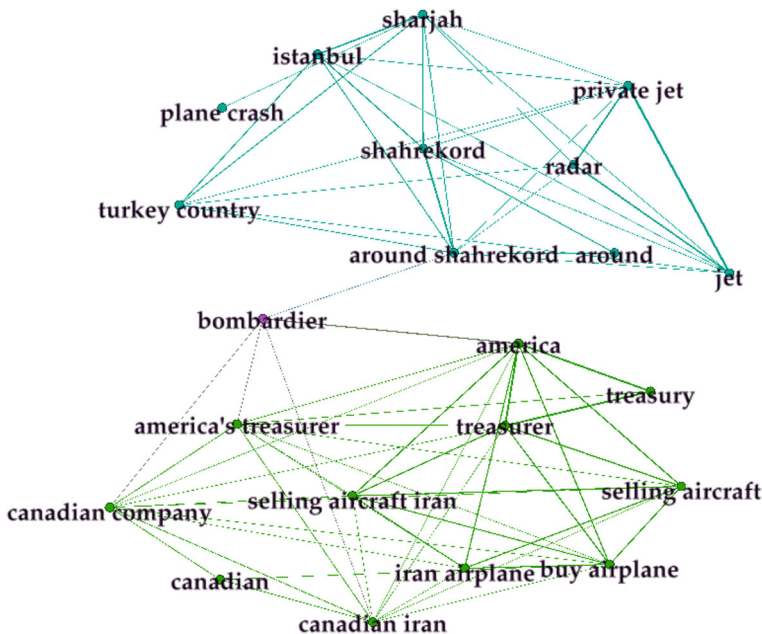 sharjah
istanbul
private jet
plane crash
shahrekord
radar
turkey country
around shahrekord
around
jet
bombardier
america
treasury
america's treasurer
treasurer
selling aircraft iran
selling aircraft
canadian company
iran airplane
buy airplane
canadian
canadian iran